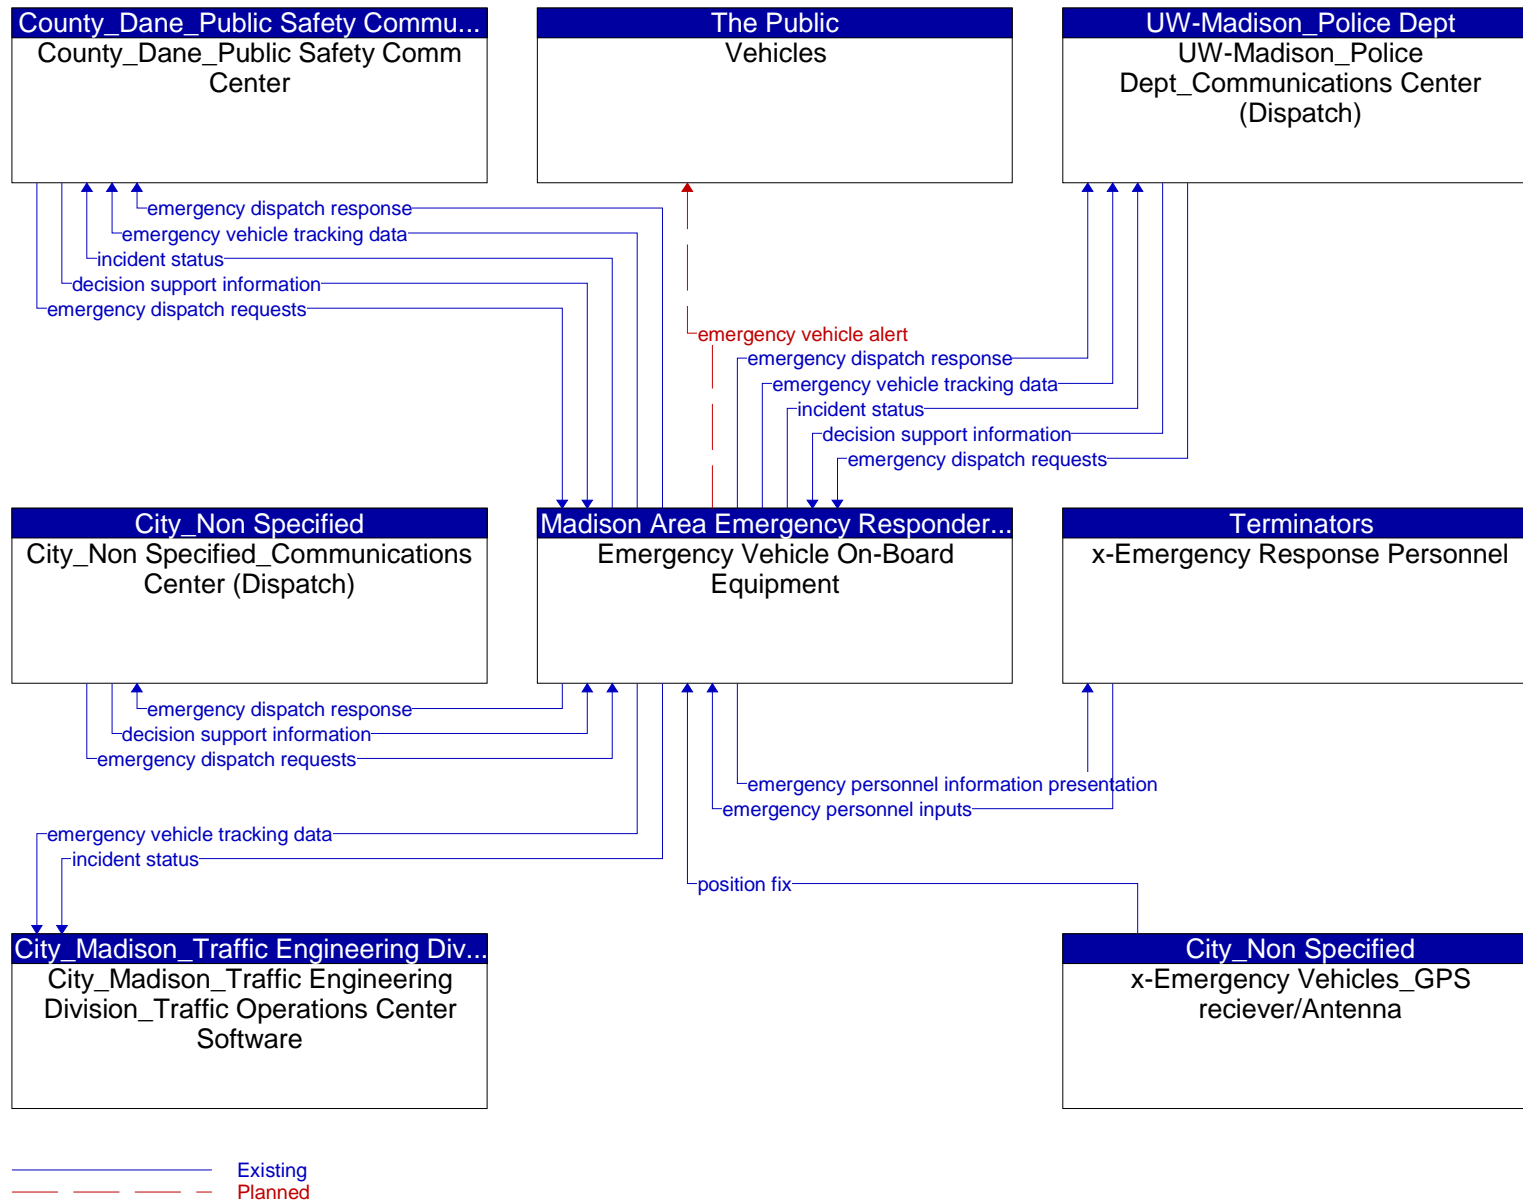 County_Dane_Public Safety Commu...
County_Dane_Public Safety Comm
Center
The Public
Vehicles
UW-Madison_Police Dept
UW-Madison_Police
Dept_Communications Center
(Dispatch)
emergency dispatch response
emergency vehicle tracking data
incident status
decision support information
emergency dispatch requests
emergency vehicle alert
emergency dispatch response
emergency vehicle tracking data
incident status
decision support information
emergency dispatch requests
City_Non Specified
City_Non Specified_Communications
Center (Dispatch)
Madison Area Emergency Responder...
Emergency Vehicle On-Board
Equipment
Terminators
x-Emergency Response Personnel
emergency dispatch response
decision support information
emergency dispatch requests
emergency personnel information presentation
emergency personnel inputs
emergency vehicle tracking data
incident status
position fix
City_Madison_Traffic Engineering Div...
City_Madison_Traffic Engineering
Division_Traffic Operations Center
Software
City_Non Specified
x-Emergency Vehicles_GPS
reciever/Antenna
Existing
Planned